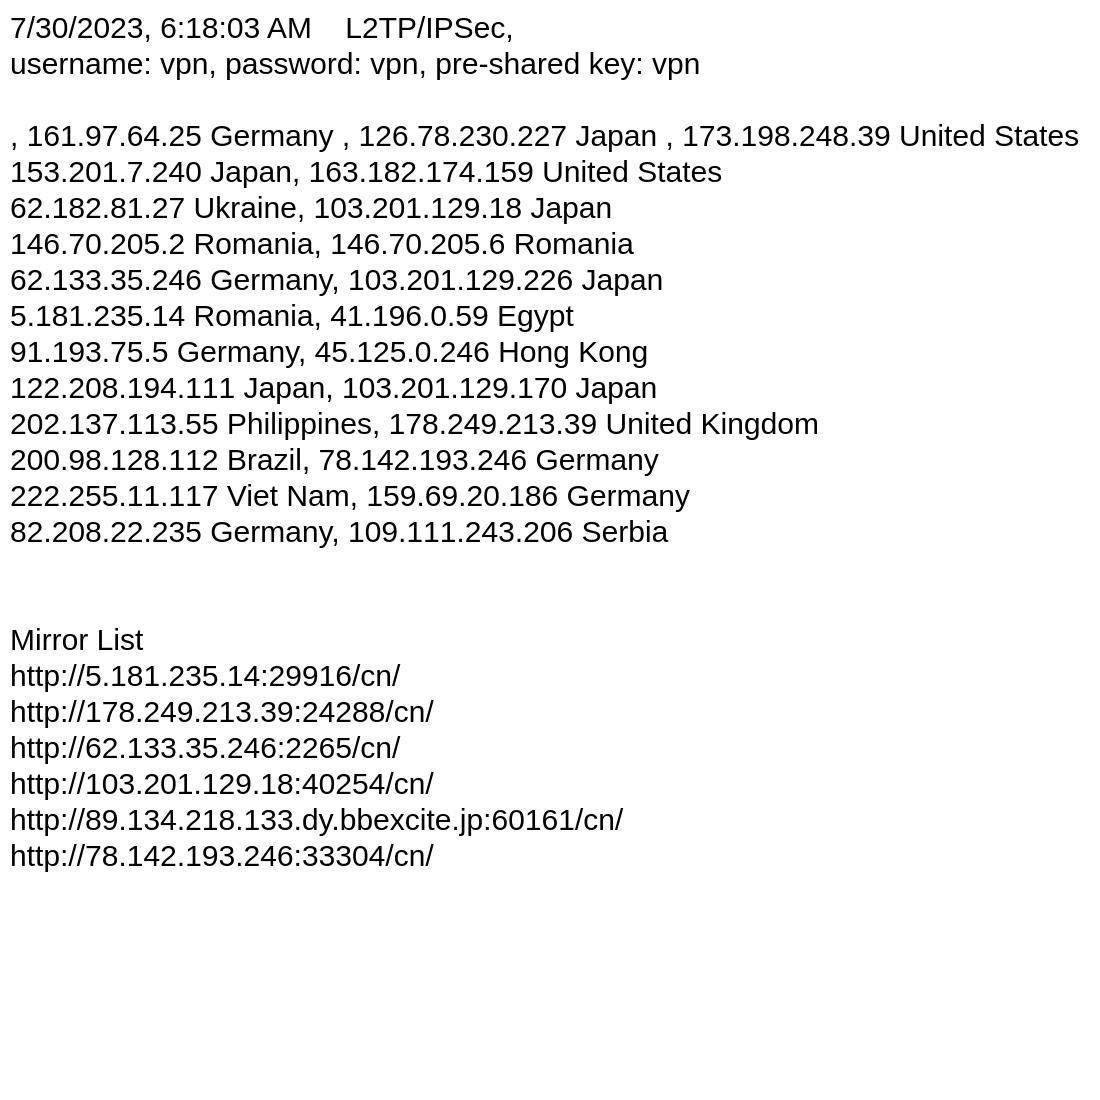 7/30/2023, 6:18:03 AM    L2TP/IPSec,
username: vpn, password: vpn, pre-shared key: vpn
, 161.97.64.25 Germany , 126.78.230.227 Japan , 173.198.248.39 United States
153.201.7.240 Japan, 163.182.174.159 United States
62.182.81.27 Ukraine, 103.201.129.18 Japan
146.70.205.2 Romania, 146.70.205.6 Romania
62.133.35.246 Germany, 103.201.129.226 Japan
5.181.235.14 Romania, 41.196.0.59 Egypt
91.193.75.5 Germany, 45.125.0.246 Hong Kong
122.208.194.111 Japan, 103.201.129.170 Japan
202.137.113.55 Philippines, 178.249.213.39 United Kingdom
200.98.128.112 Brazil, 78.142.193.246 Germany
222.255.11.117 Viet Nam, 159.69.20.186 Germany
82.208.22.235 Germany, 109.111.243.206 Serbia
Mirror List
http://5.181.235.14:29916/cn/
http://178.249.213.39:24288/cn/
http://62.133.35.246:2265/cn/
http://103.201.129.18:40254/cn/
http://89.134.218.133.dy.bbexcite.jp:60161/cn/
http://78.142.193.246:33304/cn/